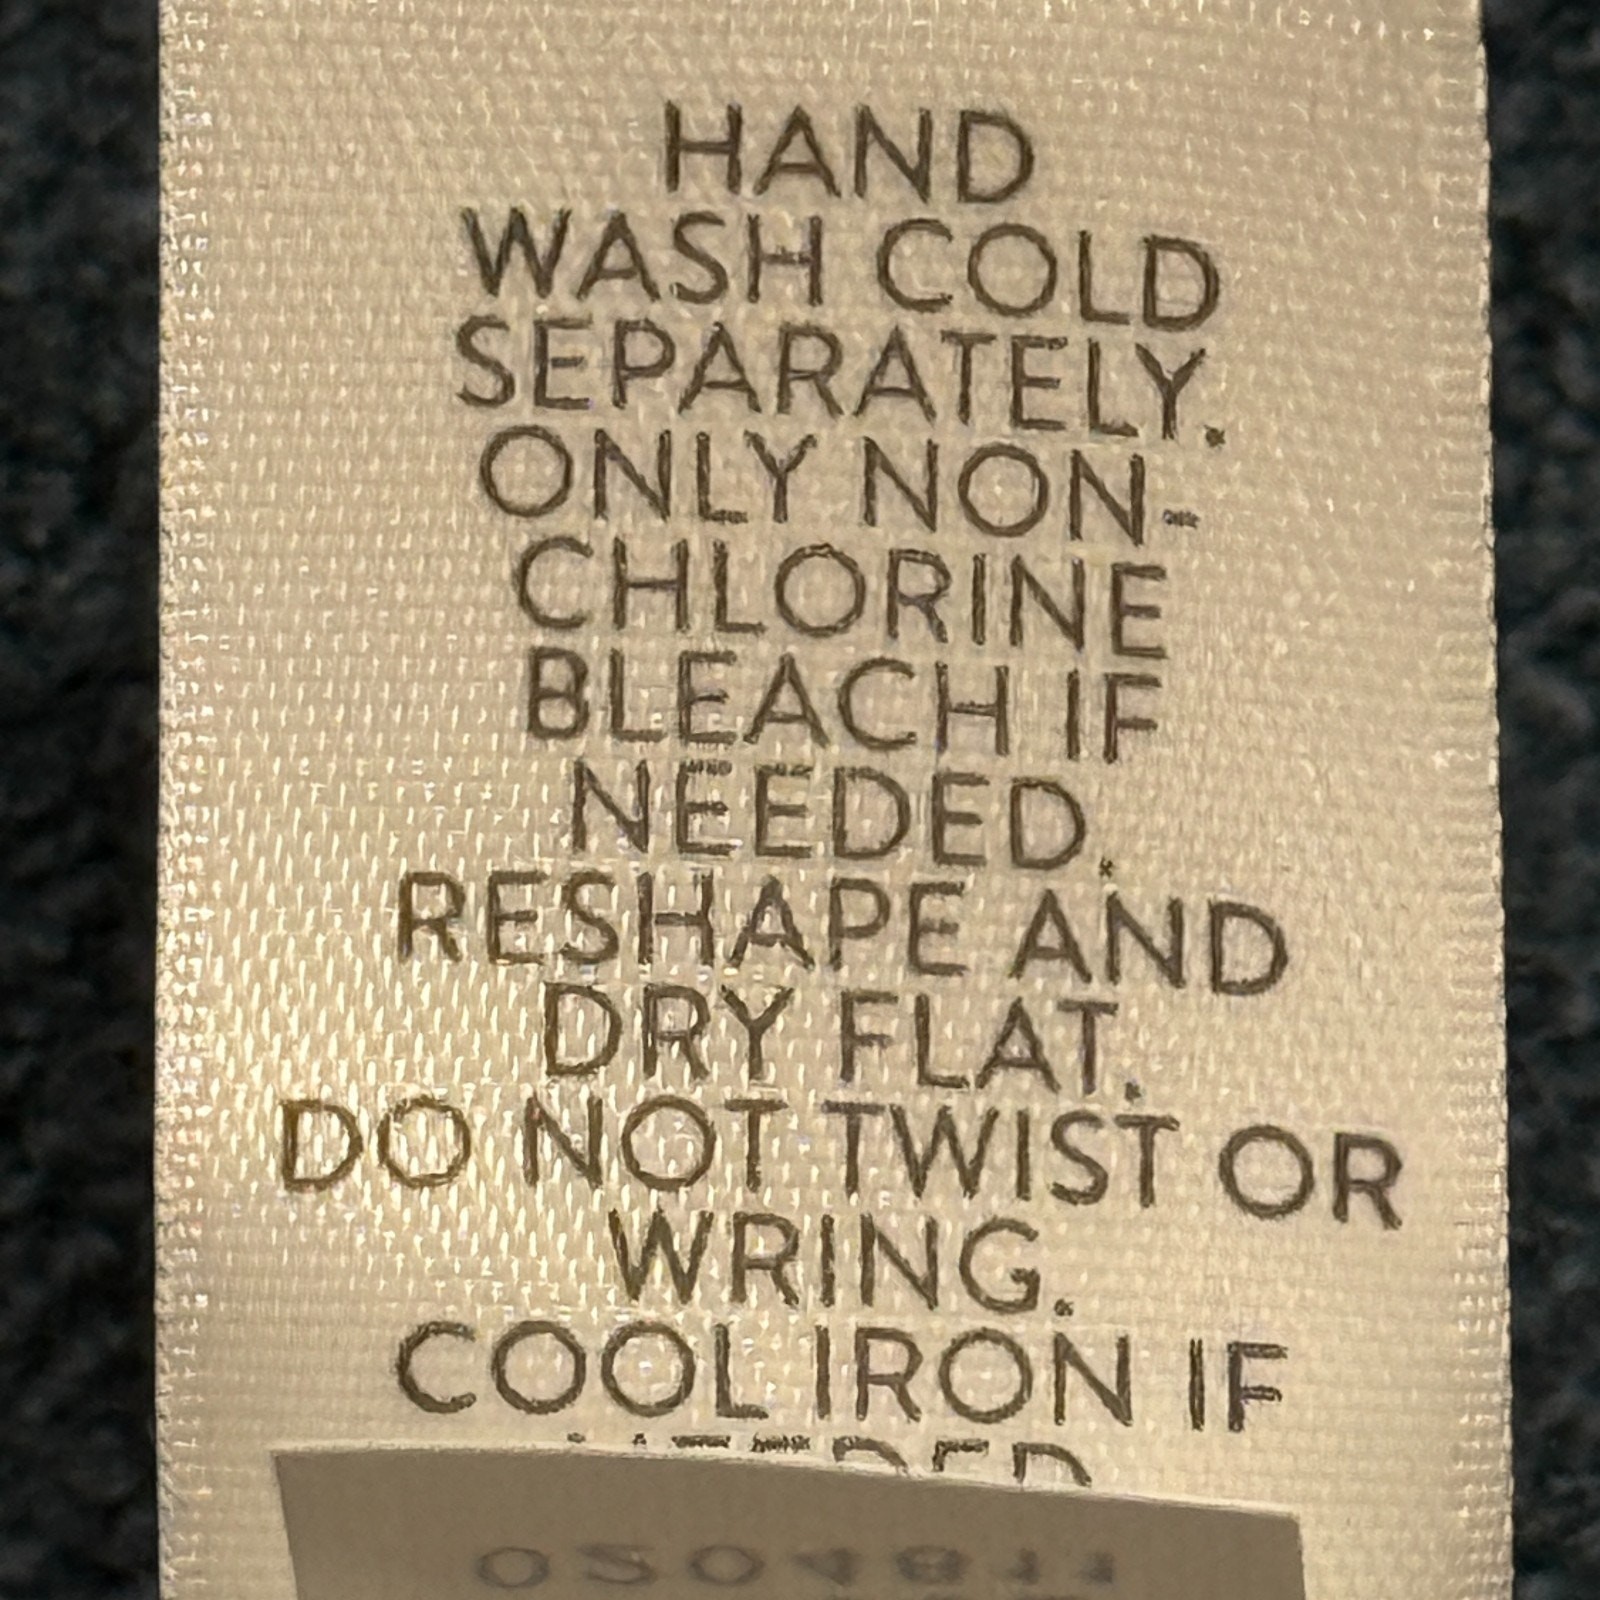 HAND
WASH COLD
SEPARATELY.
ONLY NON-
CHLORINE
BLEACH IF
NEEDED.
RESHAPE AND
DRY FLAT.
DO NOT TWIST OR
WRING.
COOL IRON IF